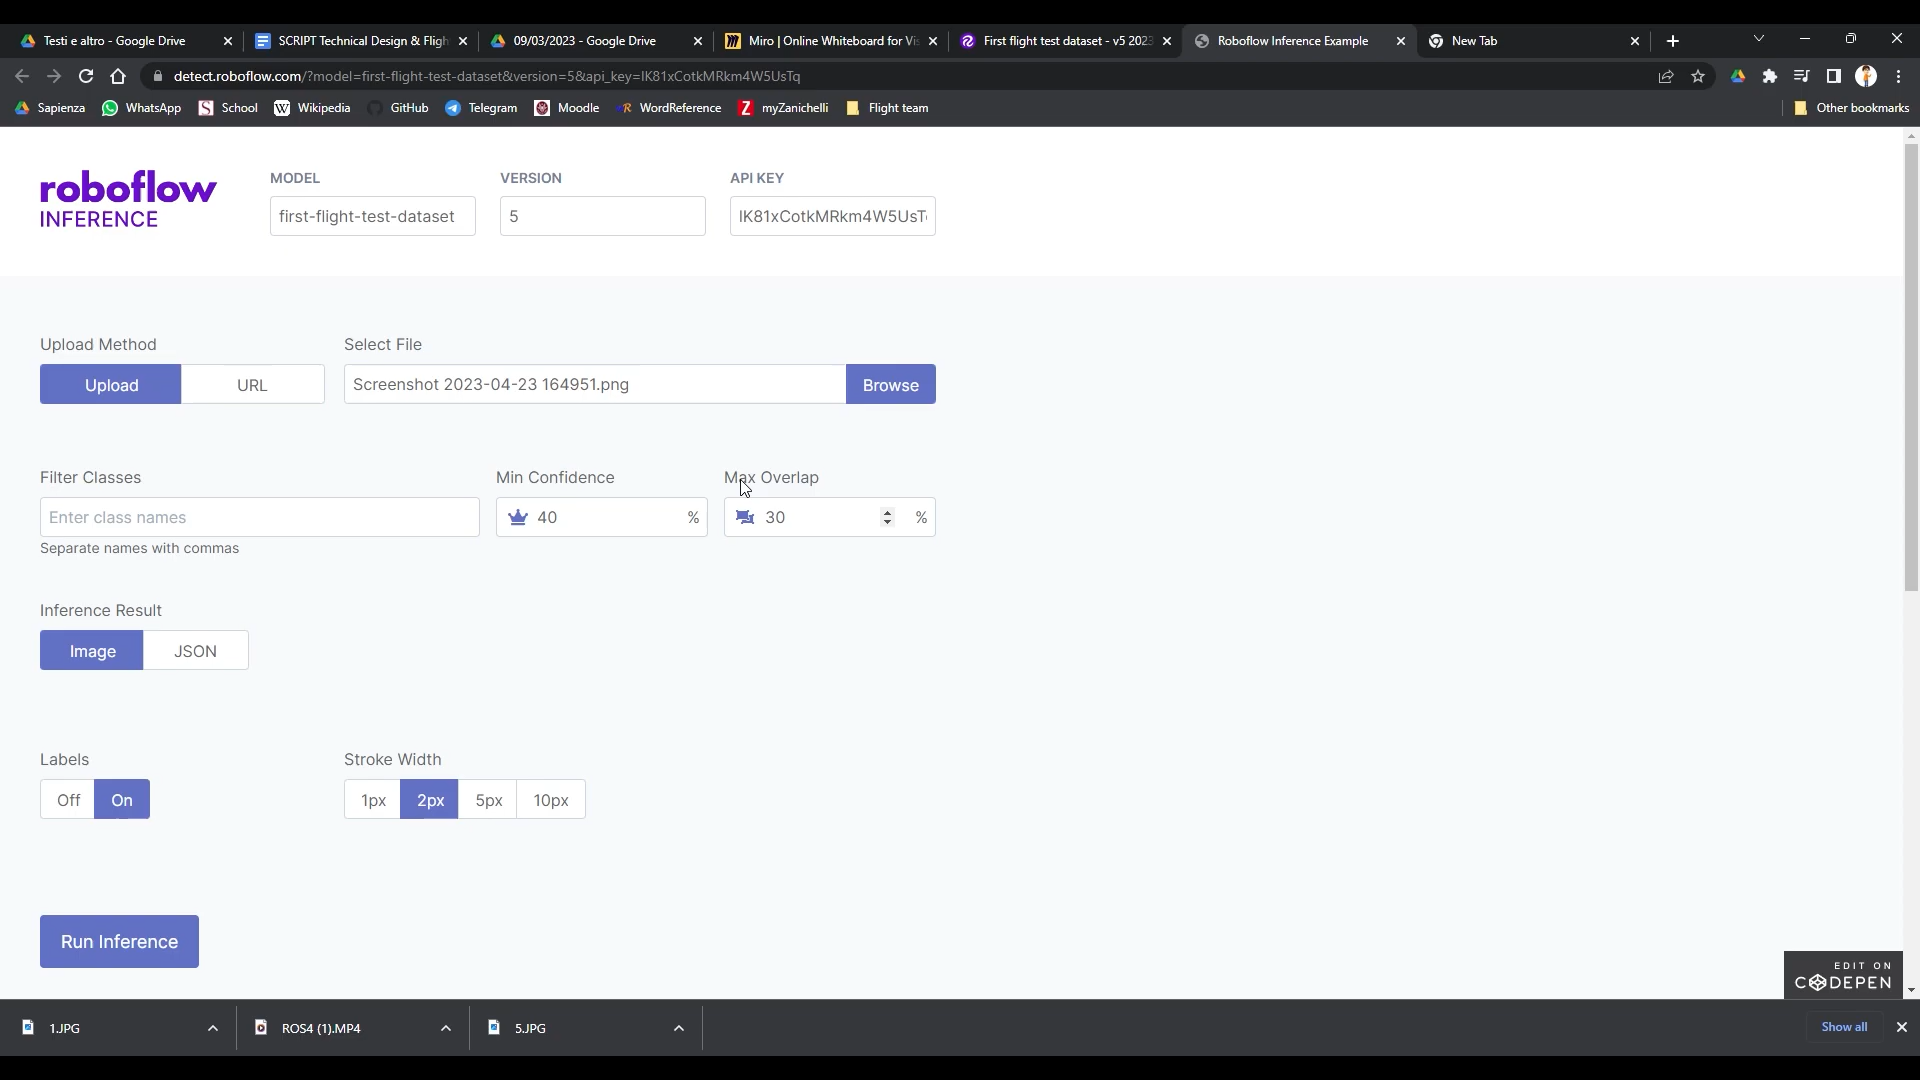 Testi e altro - Google Drive
SCRIPT Technical Design & Fligh
09/03/2023 - Google Drive
Miro | Online Whiteboard for Vis
First flight test dataset - v5 2023
Roboflow Inference Example
New Tab
detect.roboflow.com/?model=first-flight-test-dataset&version=5&api_key=IK81xCotkMRkm4W5UsTq
Sapienza
WhatsApp
School
Wikipedia
GitHub
Telegram
Moodle
WordReference
myZanichelli
Flight team
Other bookmarks
roboflow
INFERENCE
MODEL
VERSION
API KEY
first-flight-test-dataset
5
IK81xCotkMRkm4W5UsT
Upload Method
Select File
Upload
URL
Screenshot 2023-04-23 164951.png
Browse
Filter Classes
Min Confidence
Max Overlap
Enter class names
40
%
30
%
Separate names with commas
Inference Result
Image
JSON
Labels
Stroke Width
Off
On
1px
2px
5px
10px
Run Inference
EDIT ON
CODEPEN
1.JPG
ROS4 (1).MP4
5.JPG
Show all